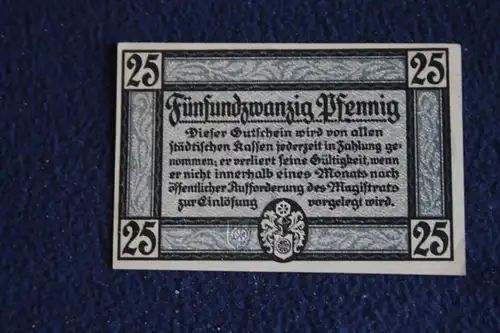 25 25
Fünfundzwanzig Pfennig
Dieser Gutschein wird von allen
städtischen Kassen jederzeit in Zahlung ge-
nommen; er verliert seine Gültigkeit, wenn
er nicht innerhalb eines Monats nach
öffentlicher Aufforderung des Magistrats
zur Einlösung vorgelegt wird.
25 25